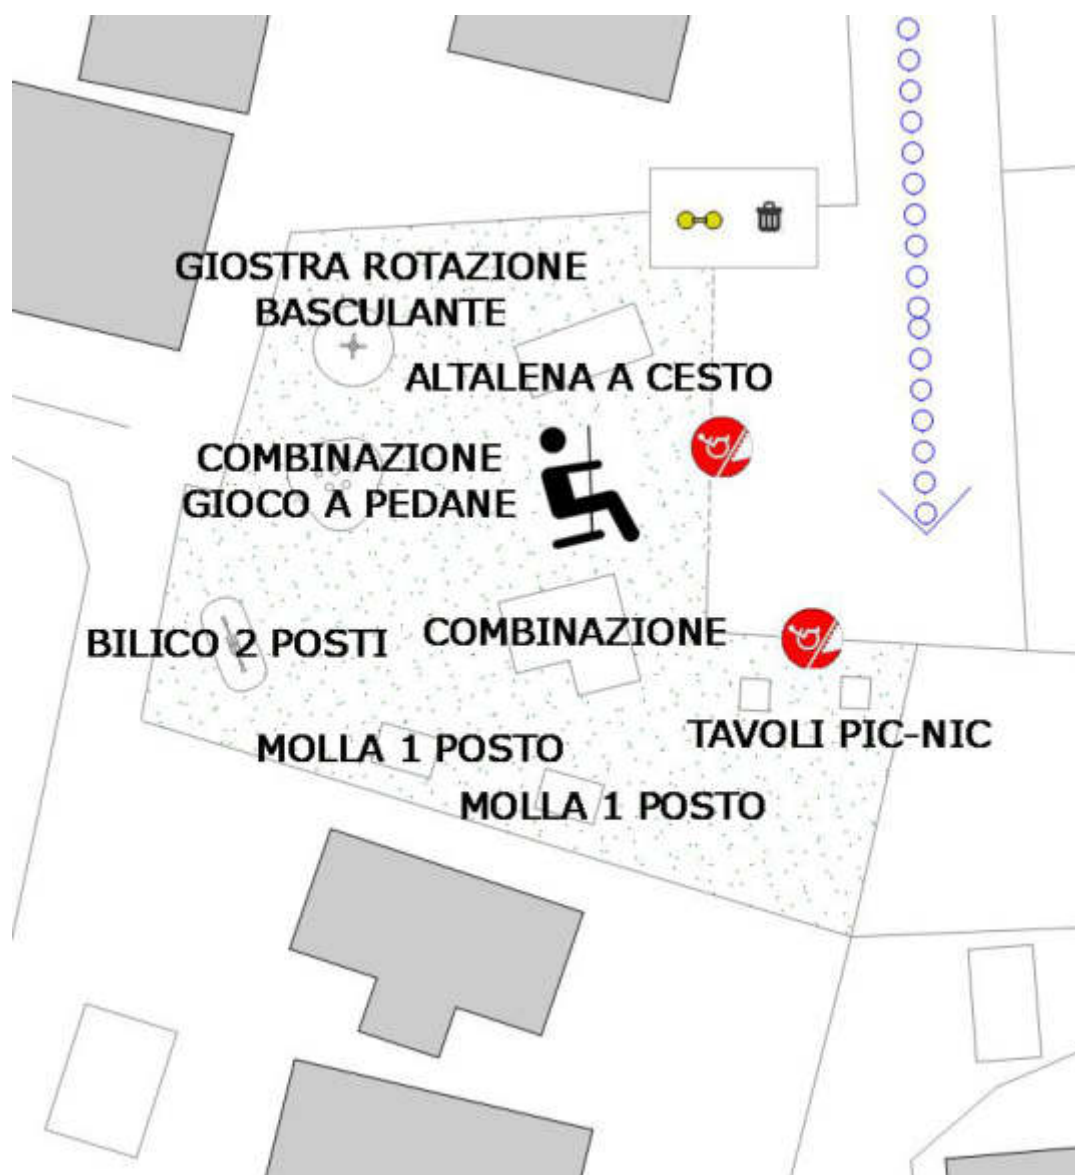 GIOSTRA ROTAZIONE
BASCULANTE
ALTALENA A CESTO
COMBINAZIONE
GIOCO A PEDANE
BILICO 2 POSTI
COMBINAZIONE
TAVOLI PIC-NIC
MOLLA 1 POSTO
MOLLA 1 POSTO